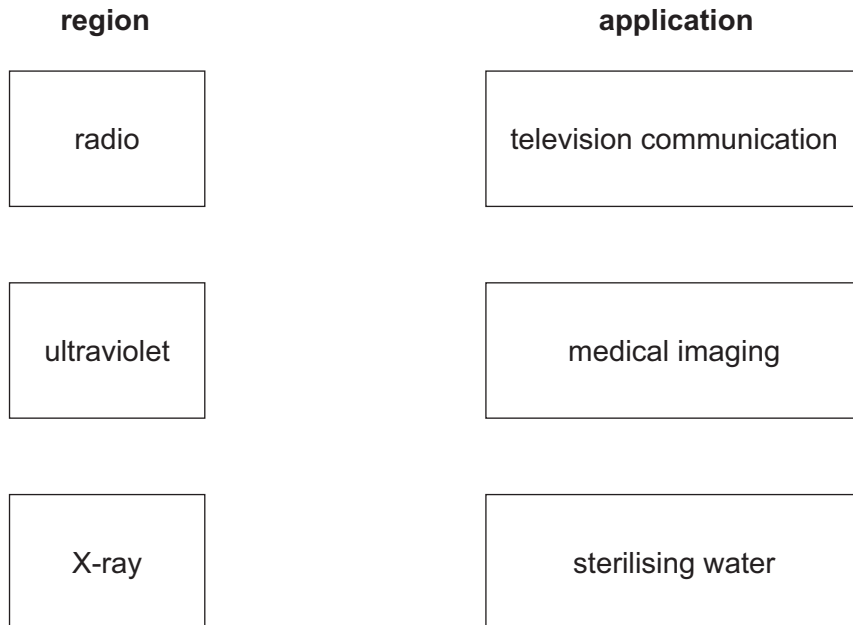 region application
radio television communication
ultraviolet medical imaging
X-ray sterilising water